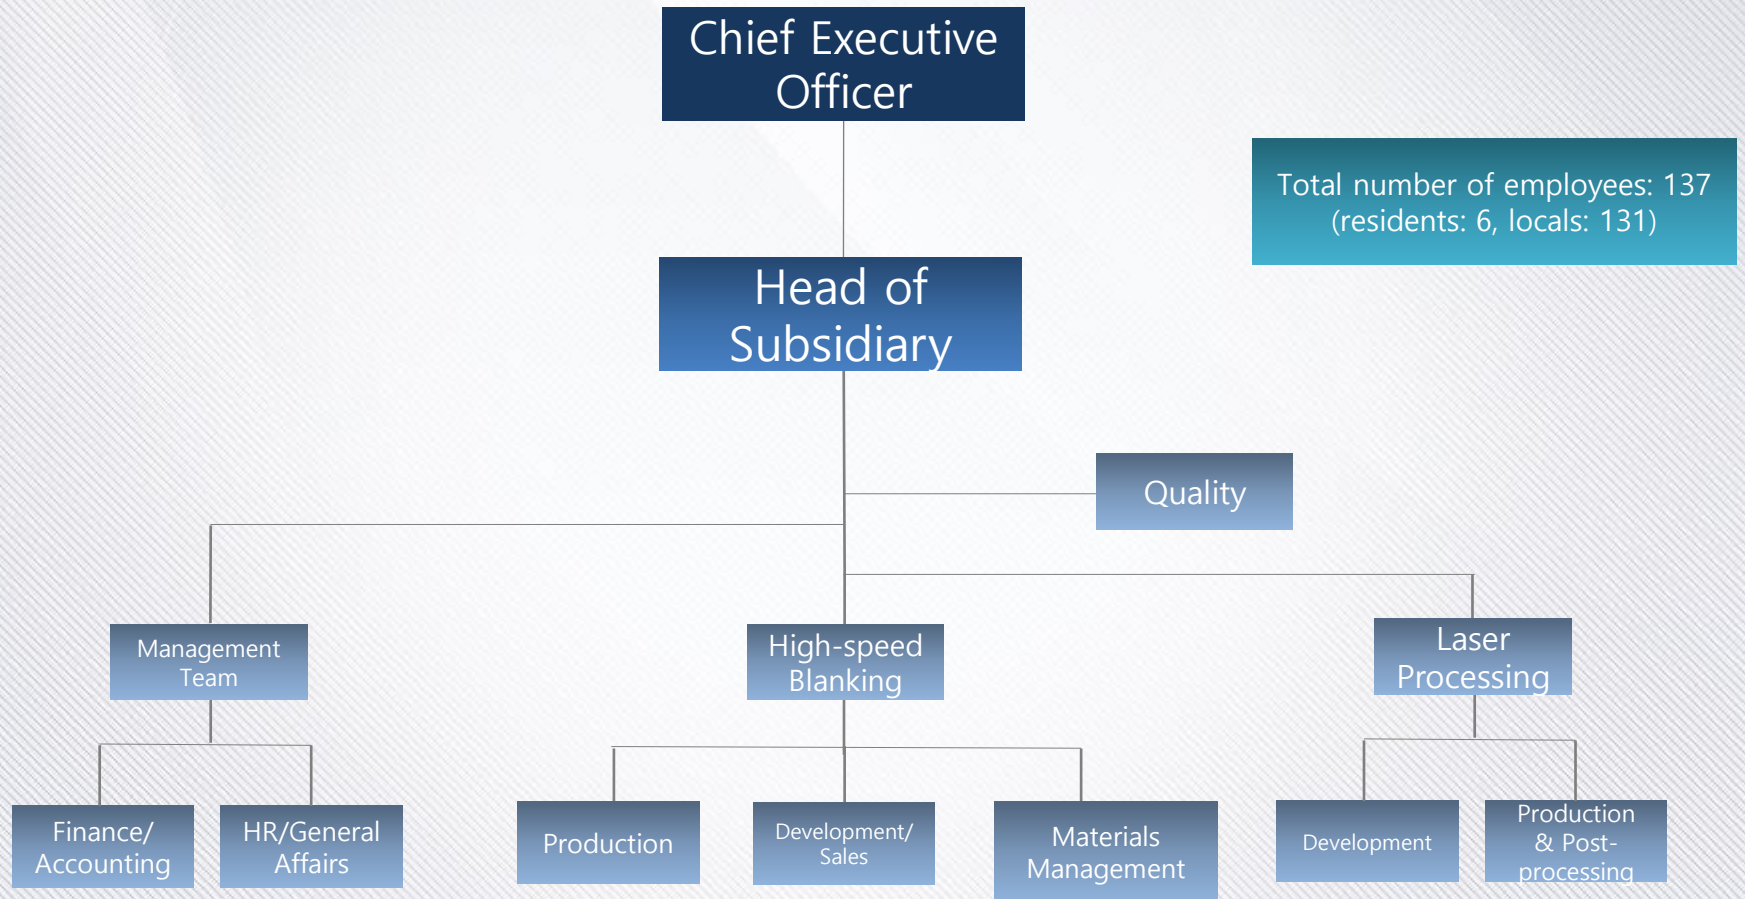 Chief Executive
Officer
Total number of employees: 137
(residents: 6, locals: 131)
Head of
Subsidiary
Quality
Management
Team
High-speed
Blanking
Laser
Processing
Finance/
Accounting
HR/General
Affairs
Production
Development/
Sales
Materials
Management
Development
Production
& Post-
processing